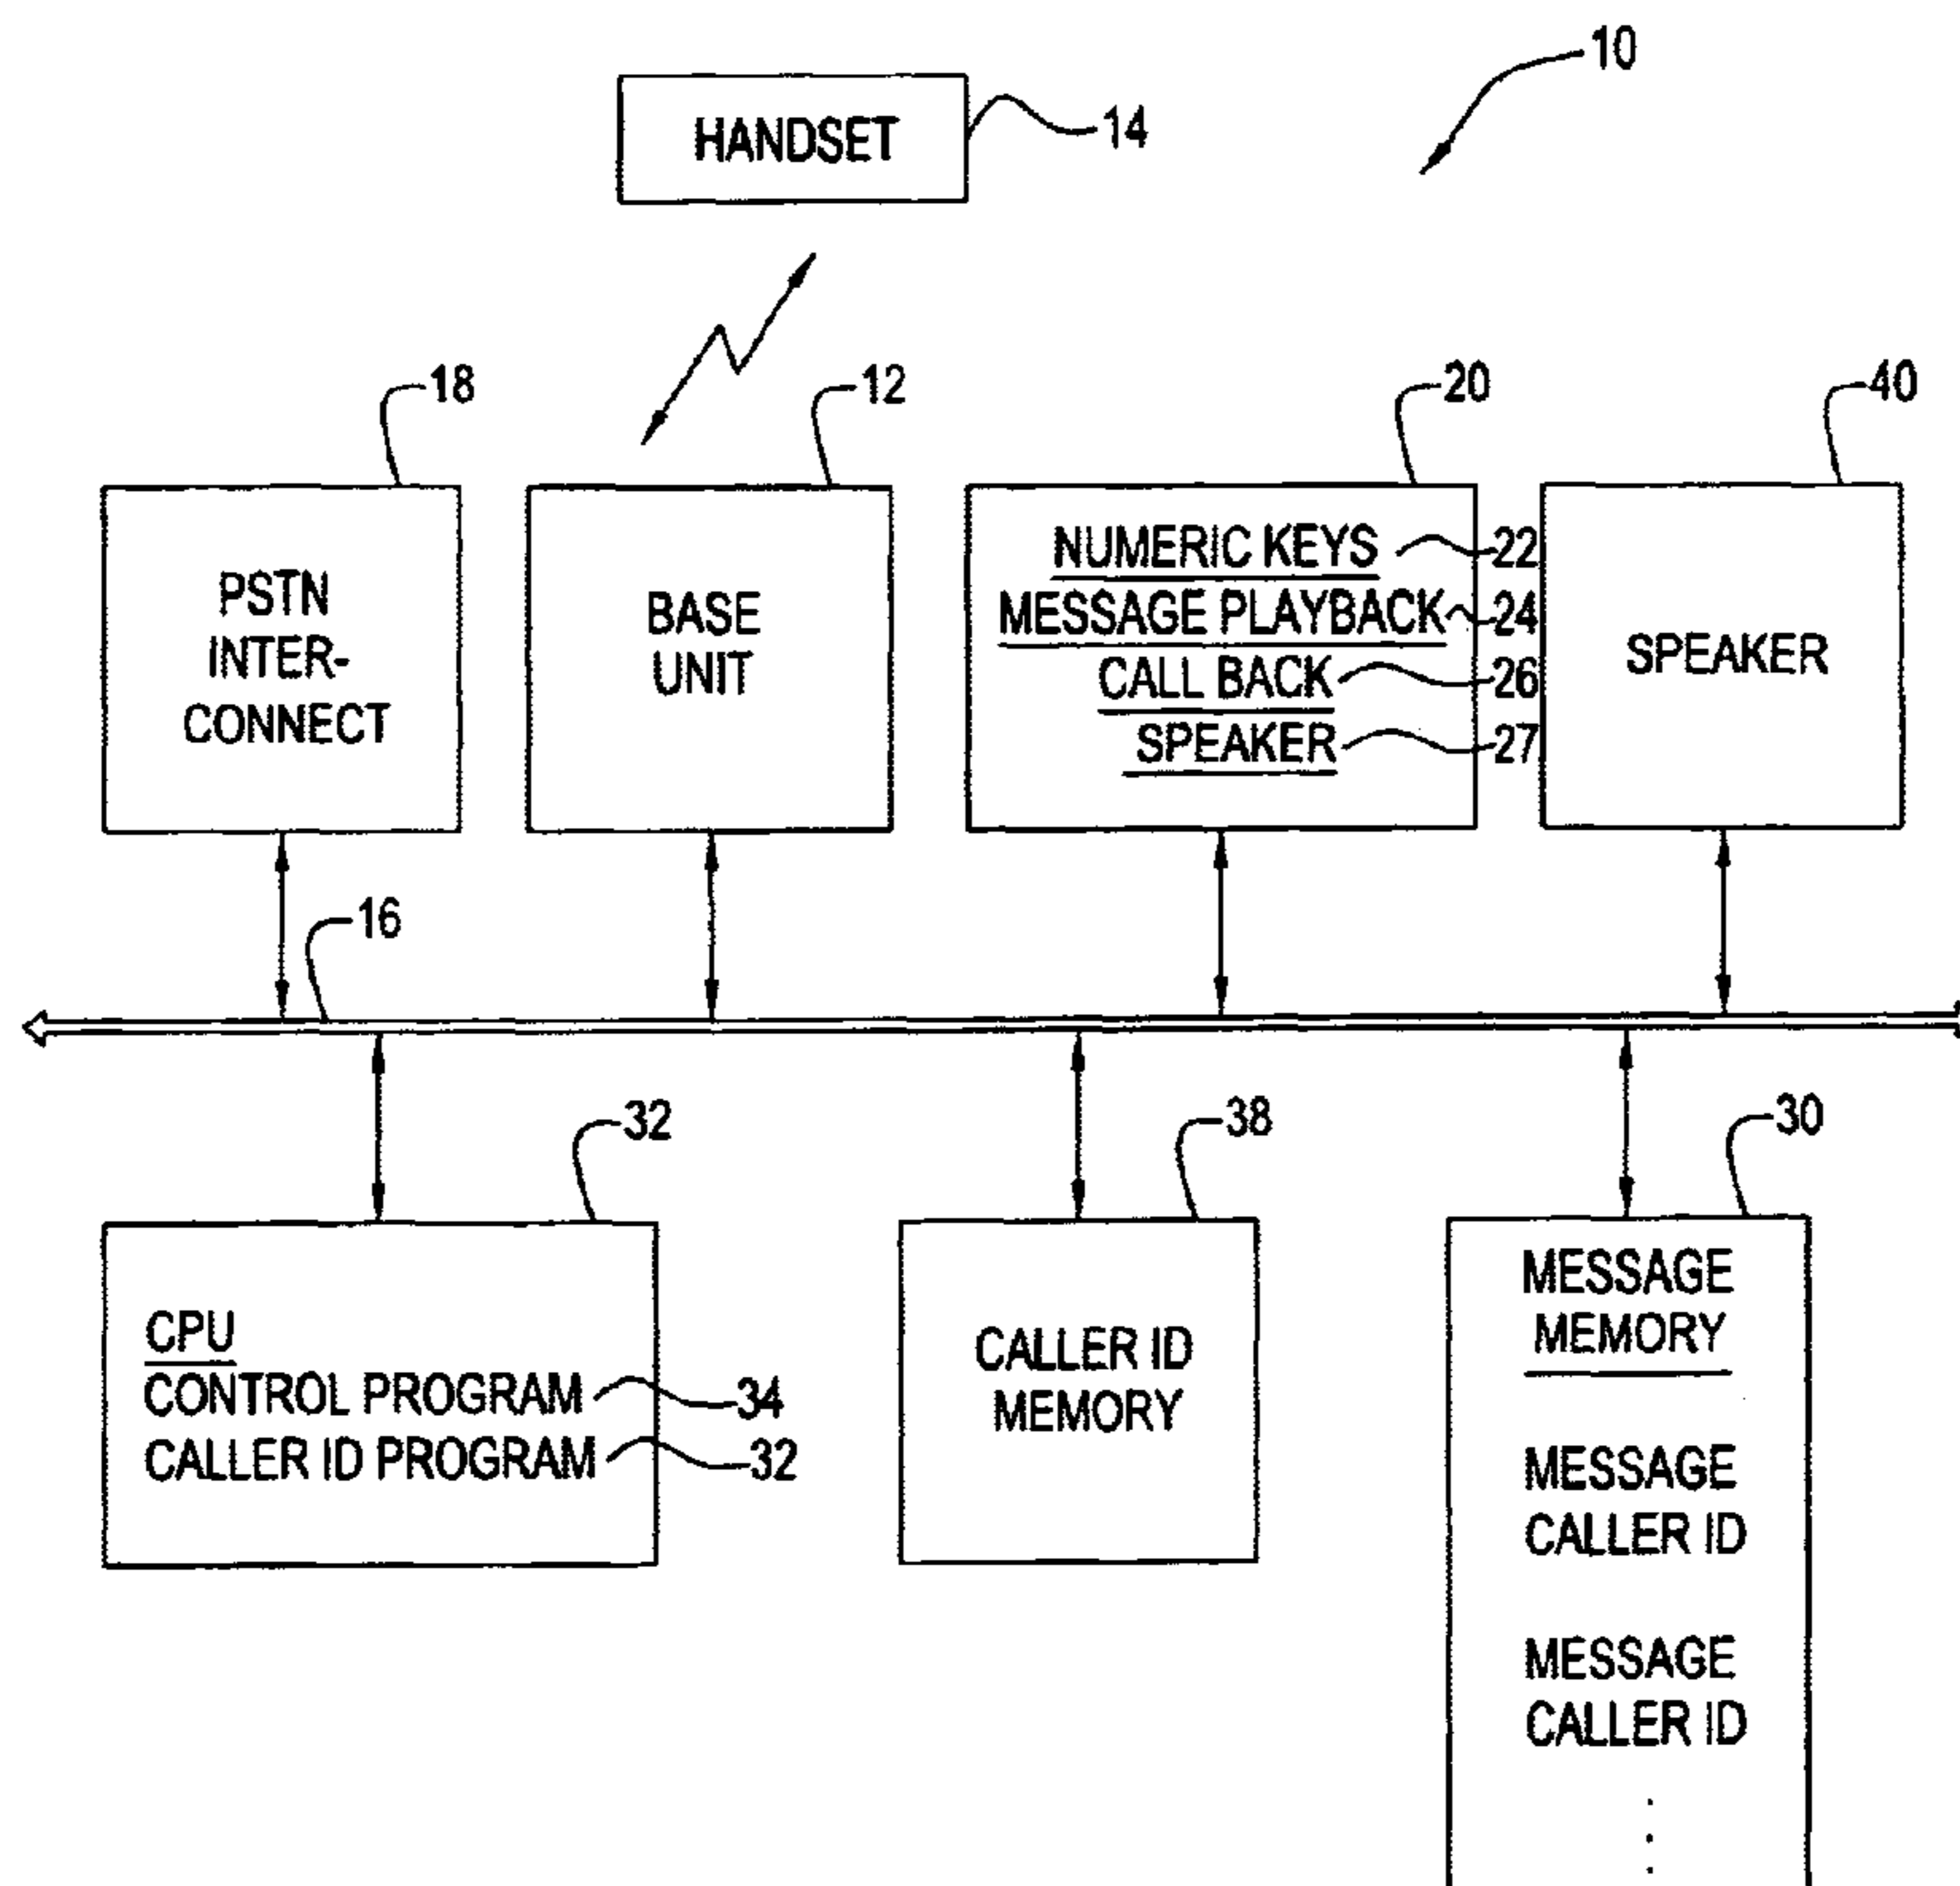 10
HANDSET
14
18
12
20
40
PSTN
INTER-
CONNECT
BASE
UNIT
NUMERIC KEYS 22
MESSAGE PLAYBACK 24
CALL BACK 26
SPEAKER 27
SPEAKER
16
32
38
30
CPU
CONTROL PROGRAM 34
CALLER ID PROGRAM 32
CALLER ID
MEMORY
MESSAGE
MEMORY
MESSAGE
CALLER ID
MESSAGE
CALLER ID
.
.
.